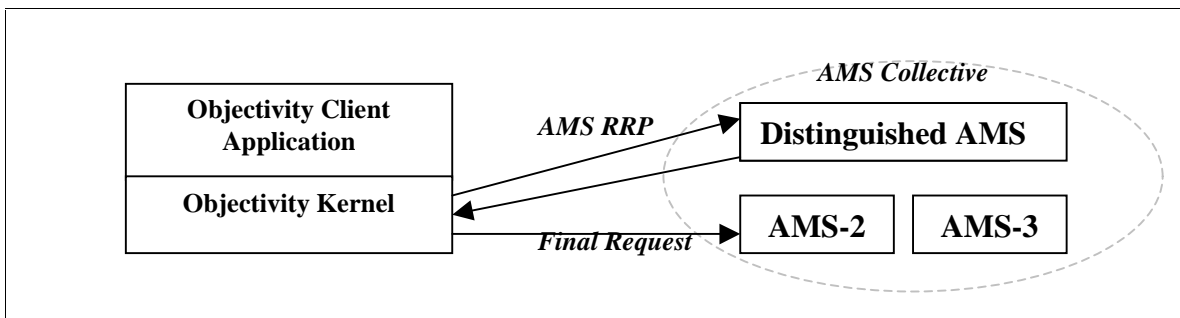 AMS Collective
Objectivity Client
Application
AMS RRP
Distinguished AMS
Objectivity Kernel
AMS-2
AMS-3
Final Request